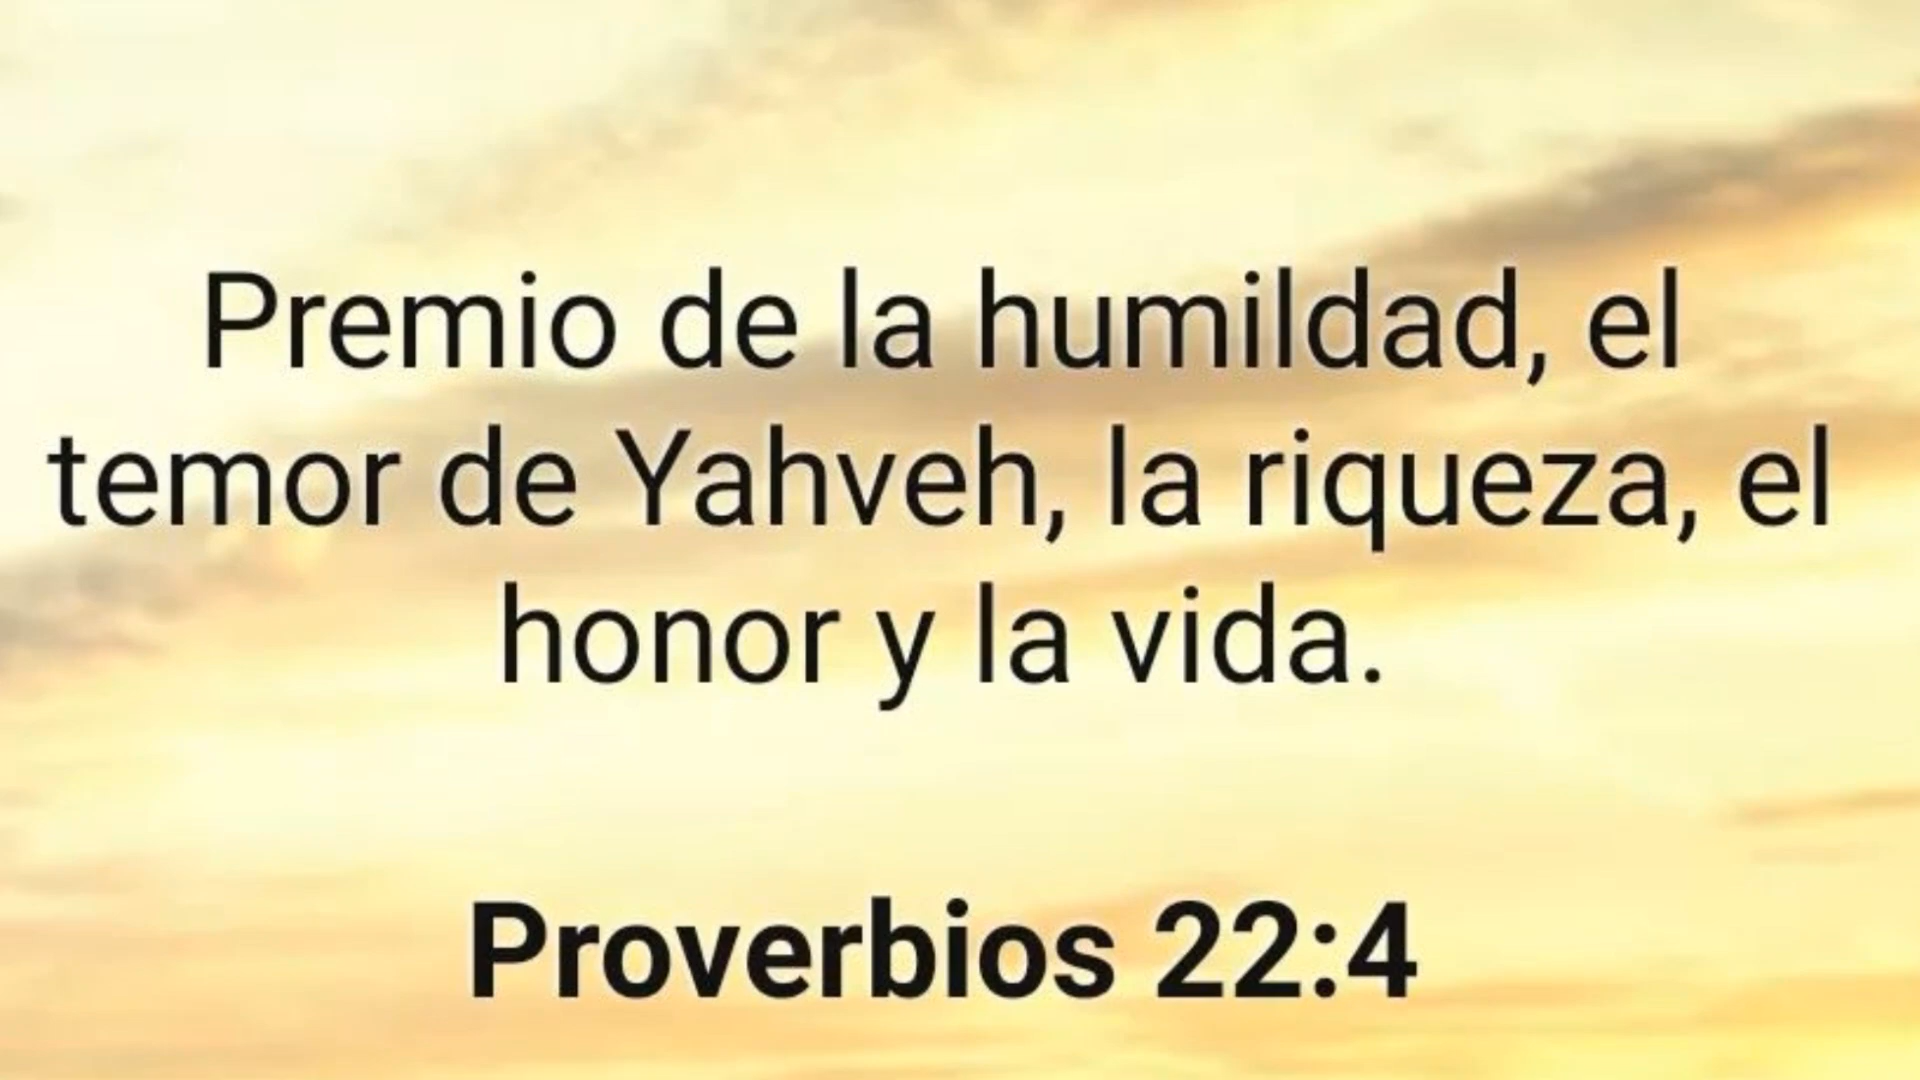 Premio de la humildad, el
temor de Yahveh, la riqueza, el
honor y la vida.
Proverbios 22:4